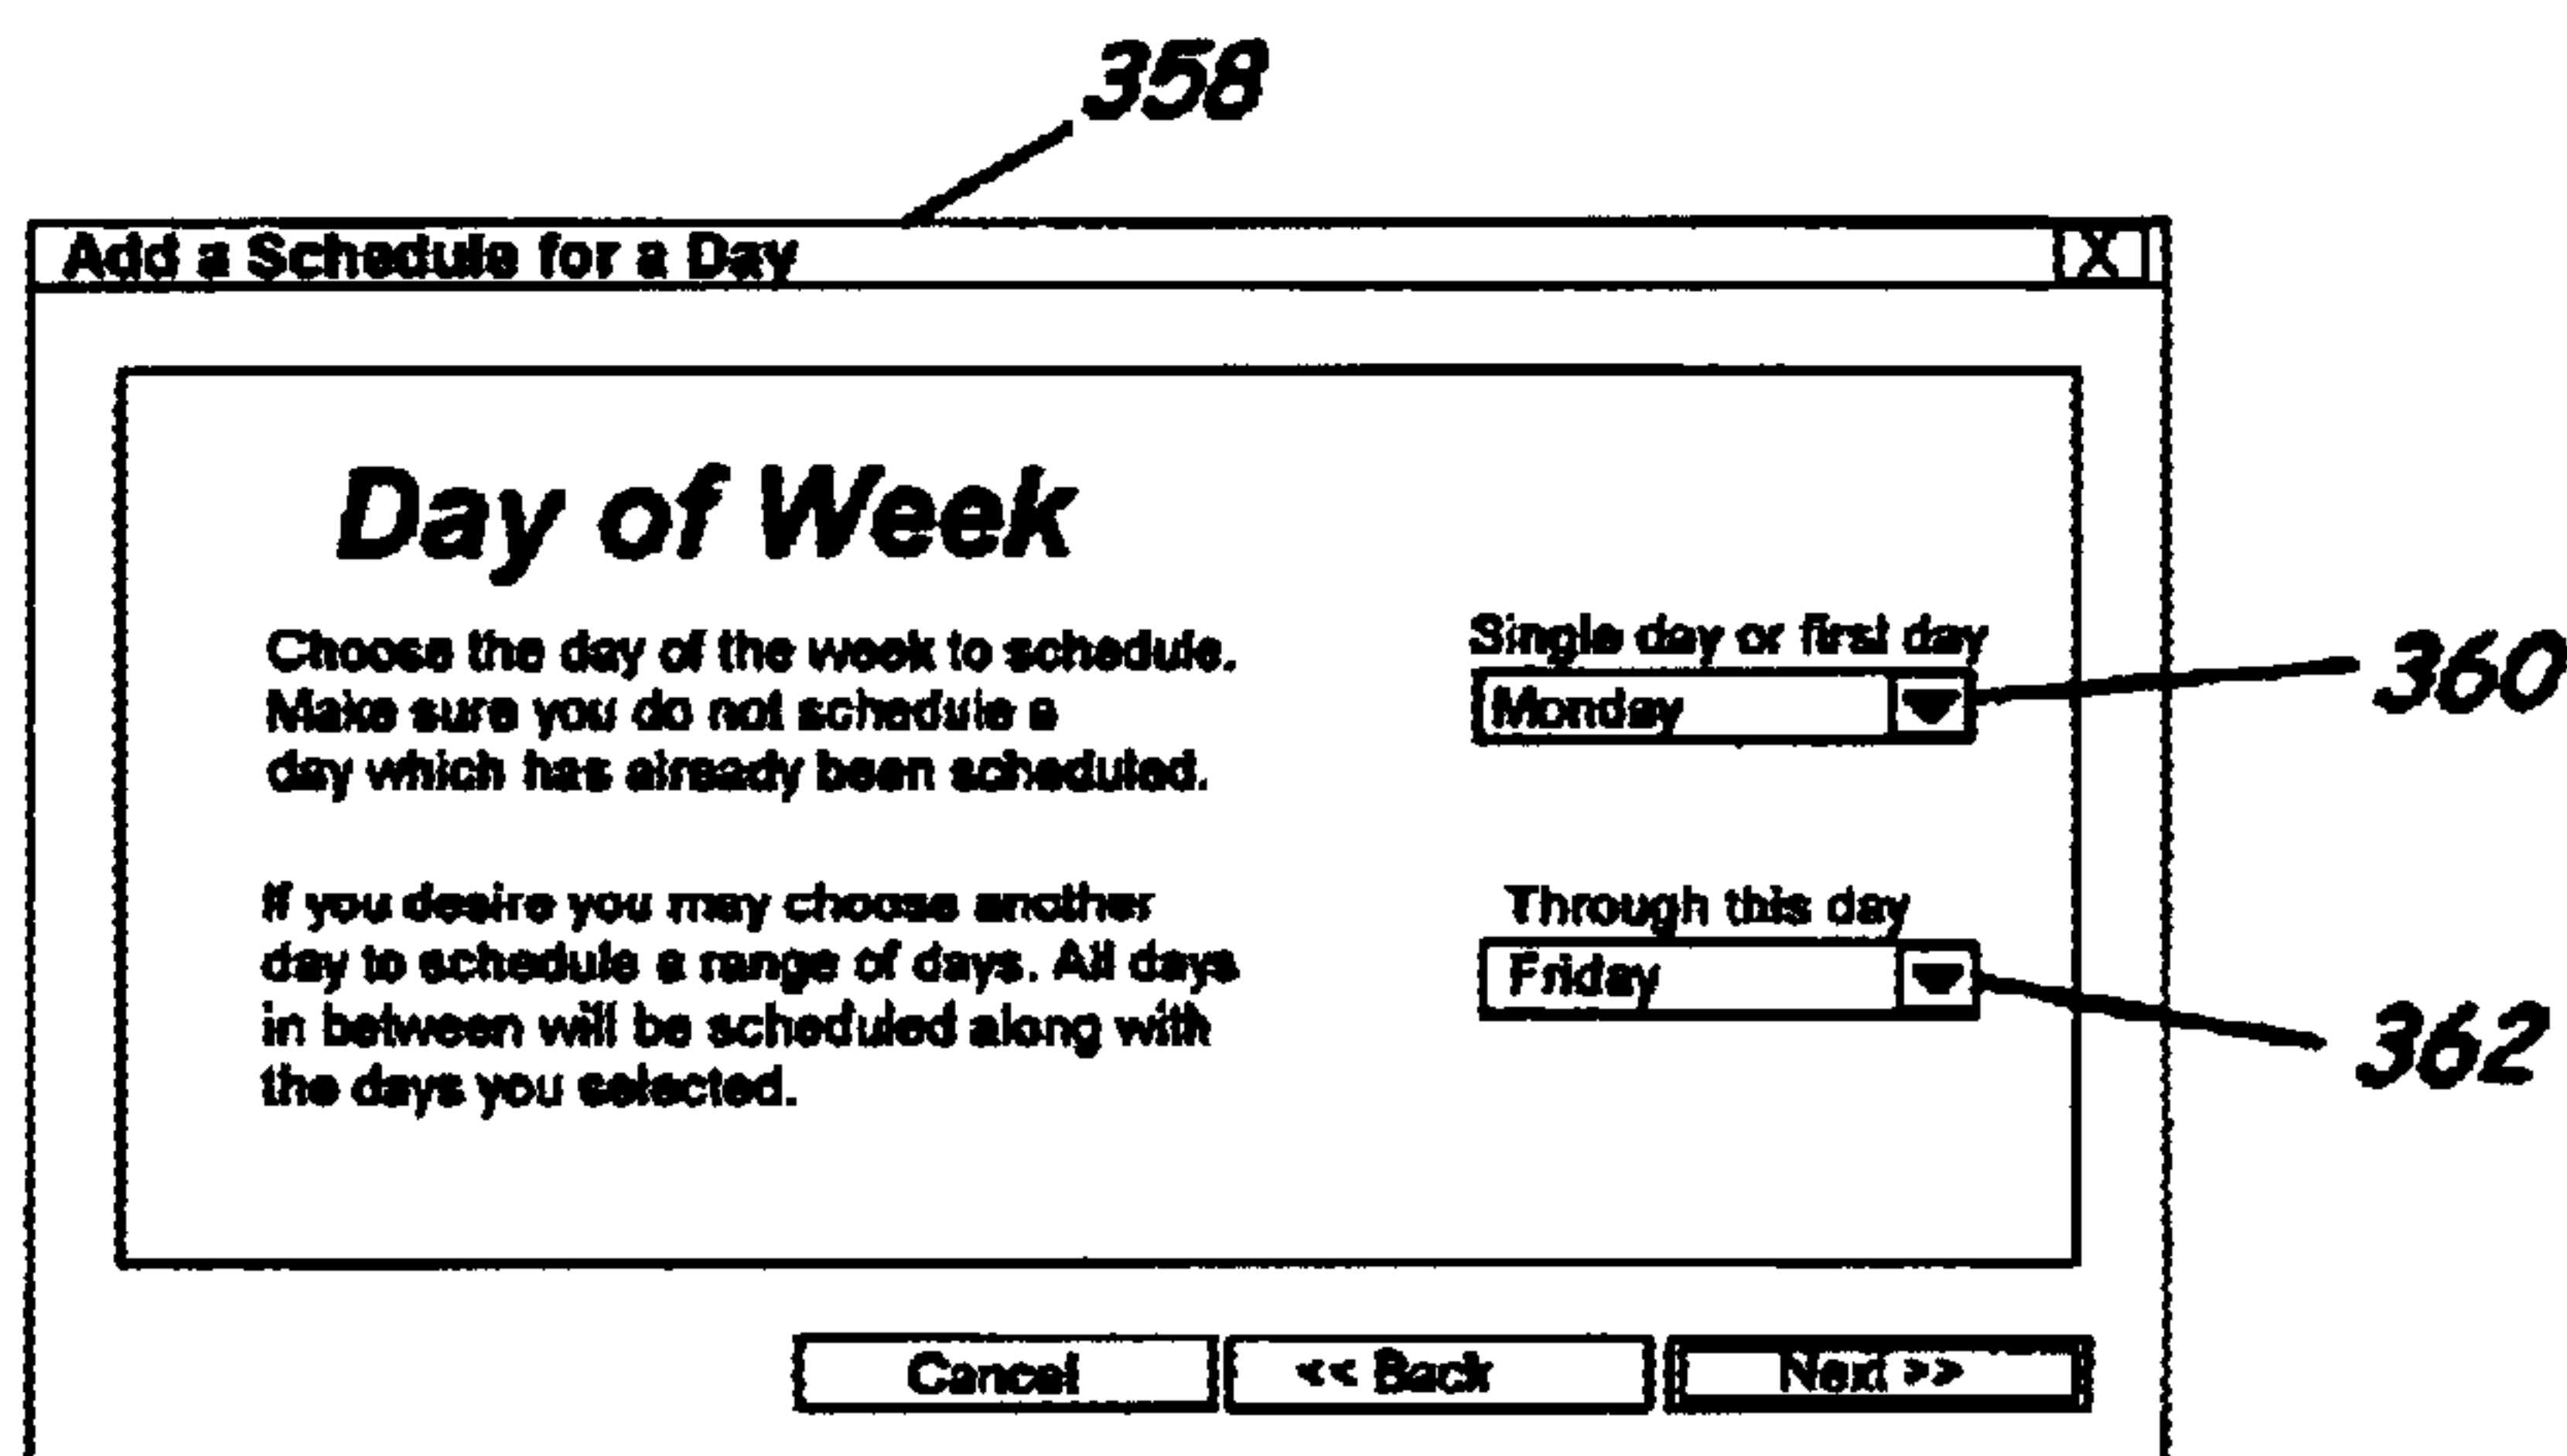 358
Add a Schedule for a Day X
Day of Week
Choose the day of the week to schedule.
Make sure you do not schedule a
day which has already been scheduled.
Single day or first day
Monday
360
If you desire you may choose another
day to schedule a range of days. All days
in between will be scheduled along with
the days you selected.
Through this day
Friday
362
Cancel << Back Next >>